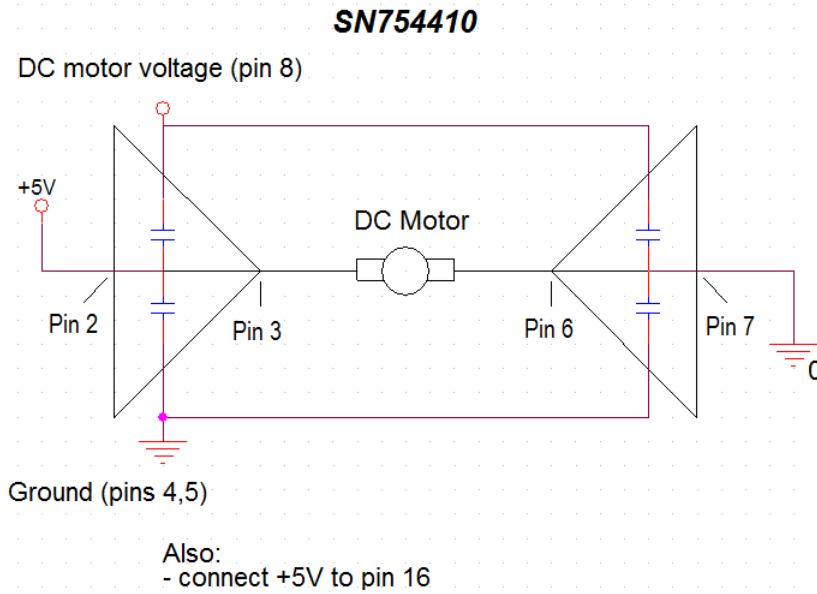 SN754410
DC motor voltage (pin 8)
+5V
DC Motor
Pin 2
Pin 3
Pin 6
Pin 7
0
Ground (pins 4,5)
Also:
- connect +5V to pin 16